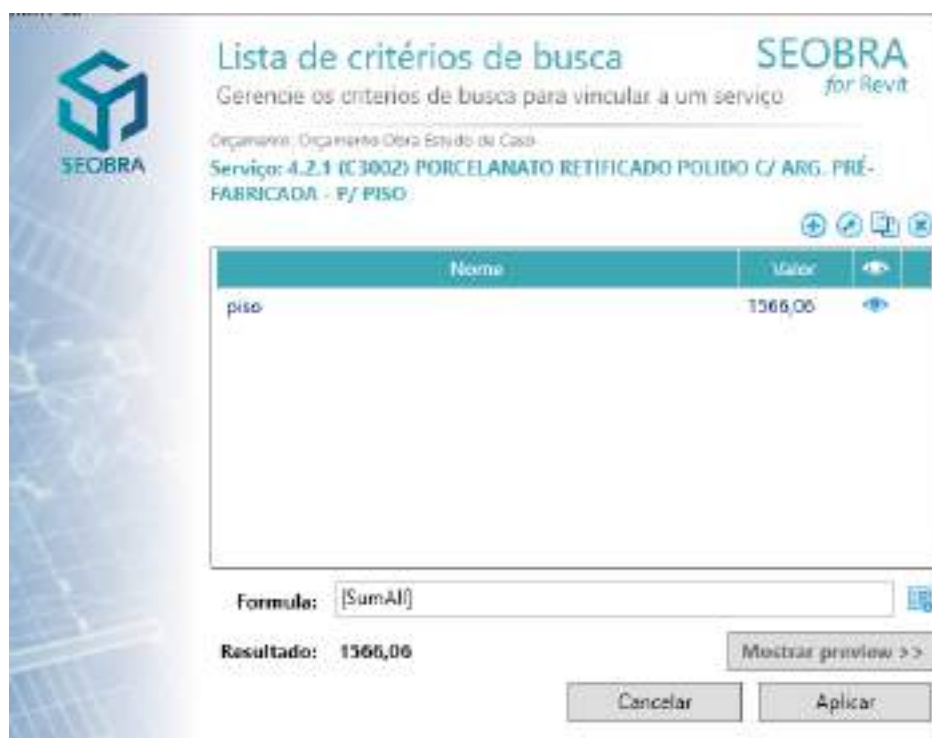 Lista de critérios de busca
SEOBRA
for Revit
Gerencie os criterios de busca para vincular a um serviço
Orçamento: Orçamento Obra Estudo de Caso
SEOBRA
Serviço: 4.2.1 (C3002) PORCELANATO RETIFICADO POLIDO C/ ARG. PRÉ-
FABRICADA - P/ PISO
Nome Valor
piso 1566,06
Formula: [SumAll]
Resultado: 1566,06 Mostrar preview >>
Cancelar Aplicar